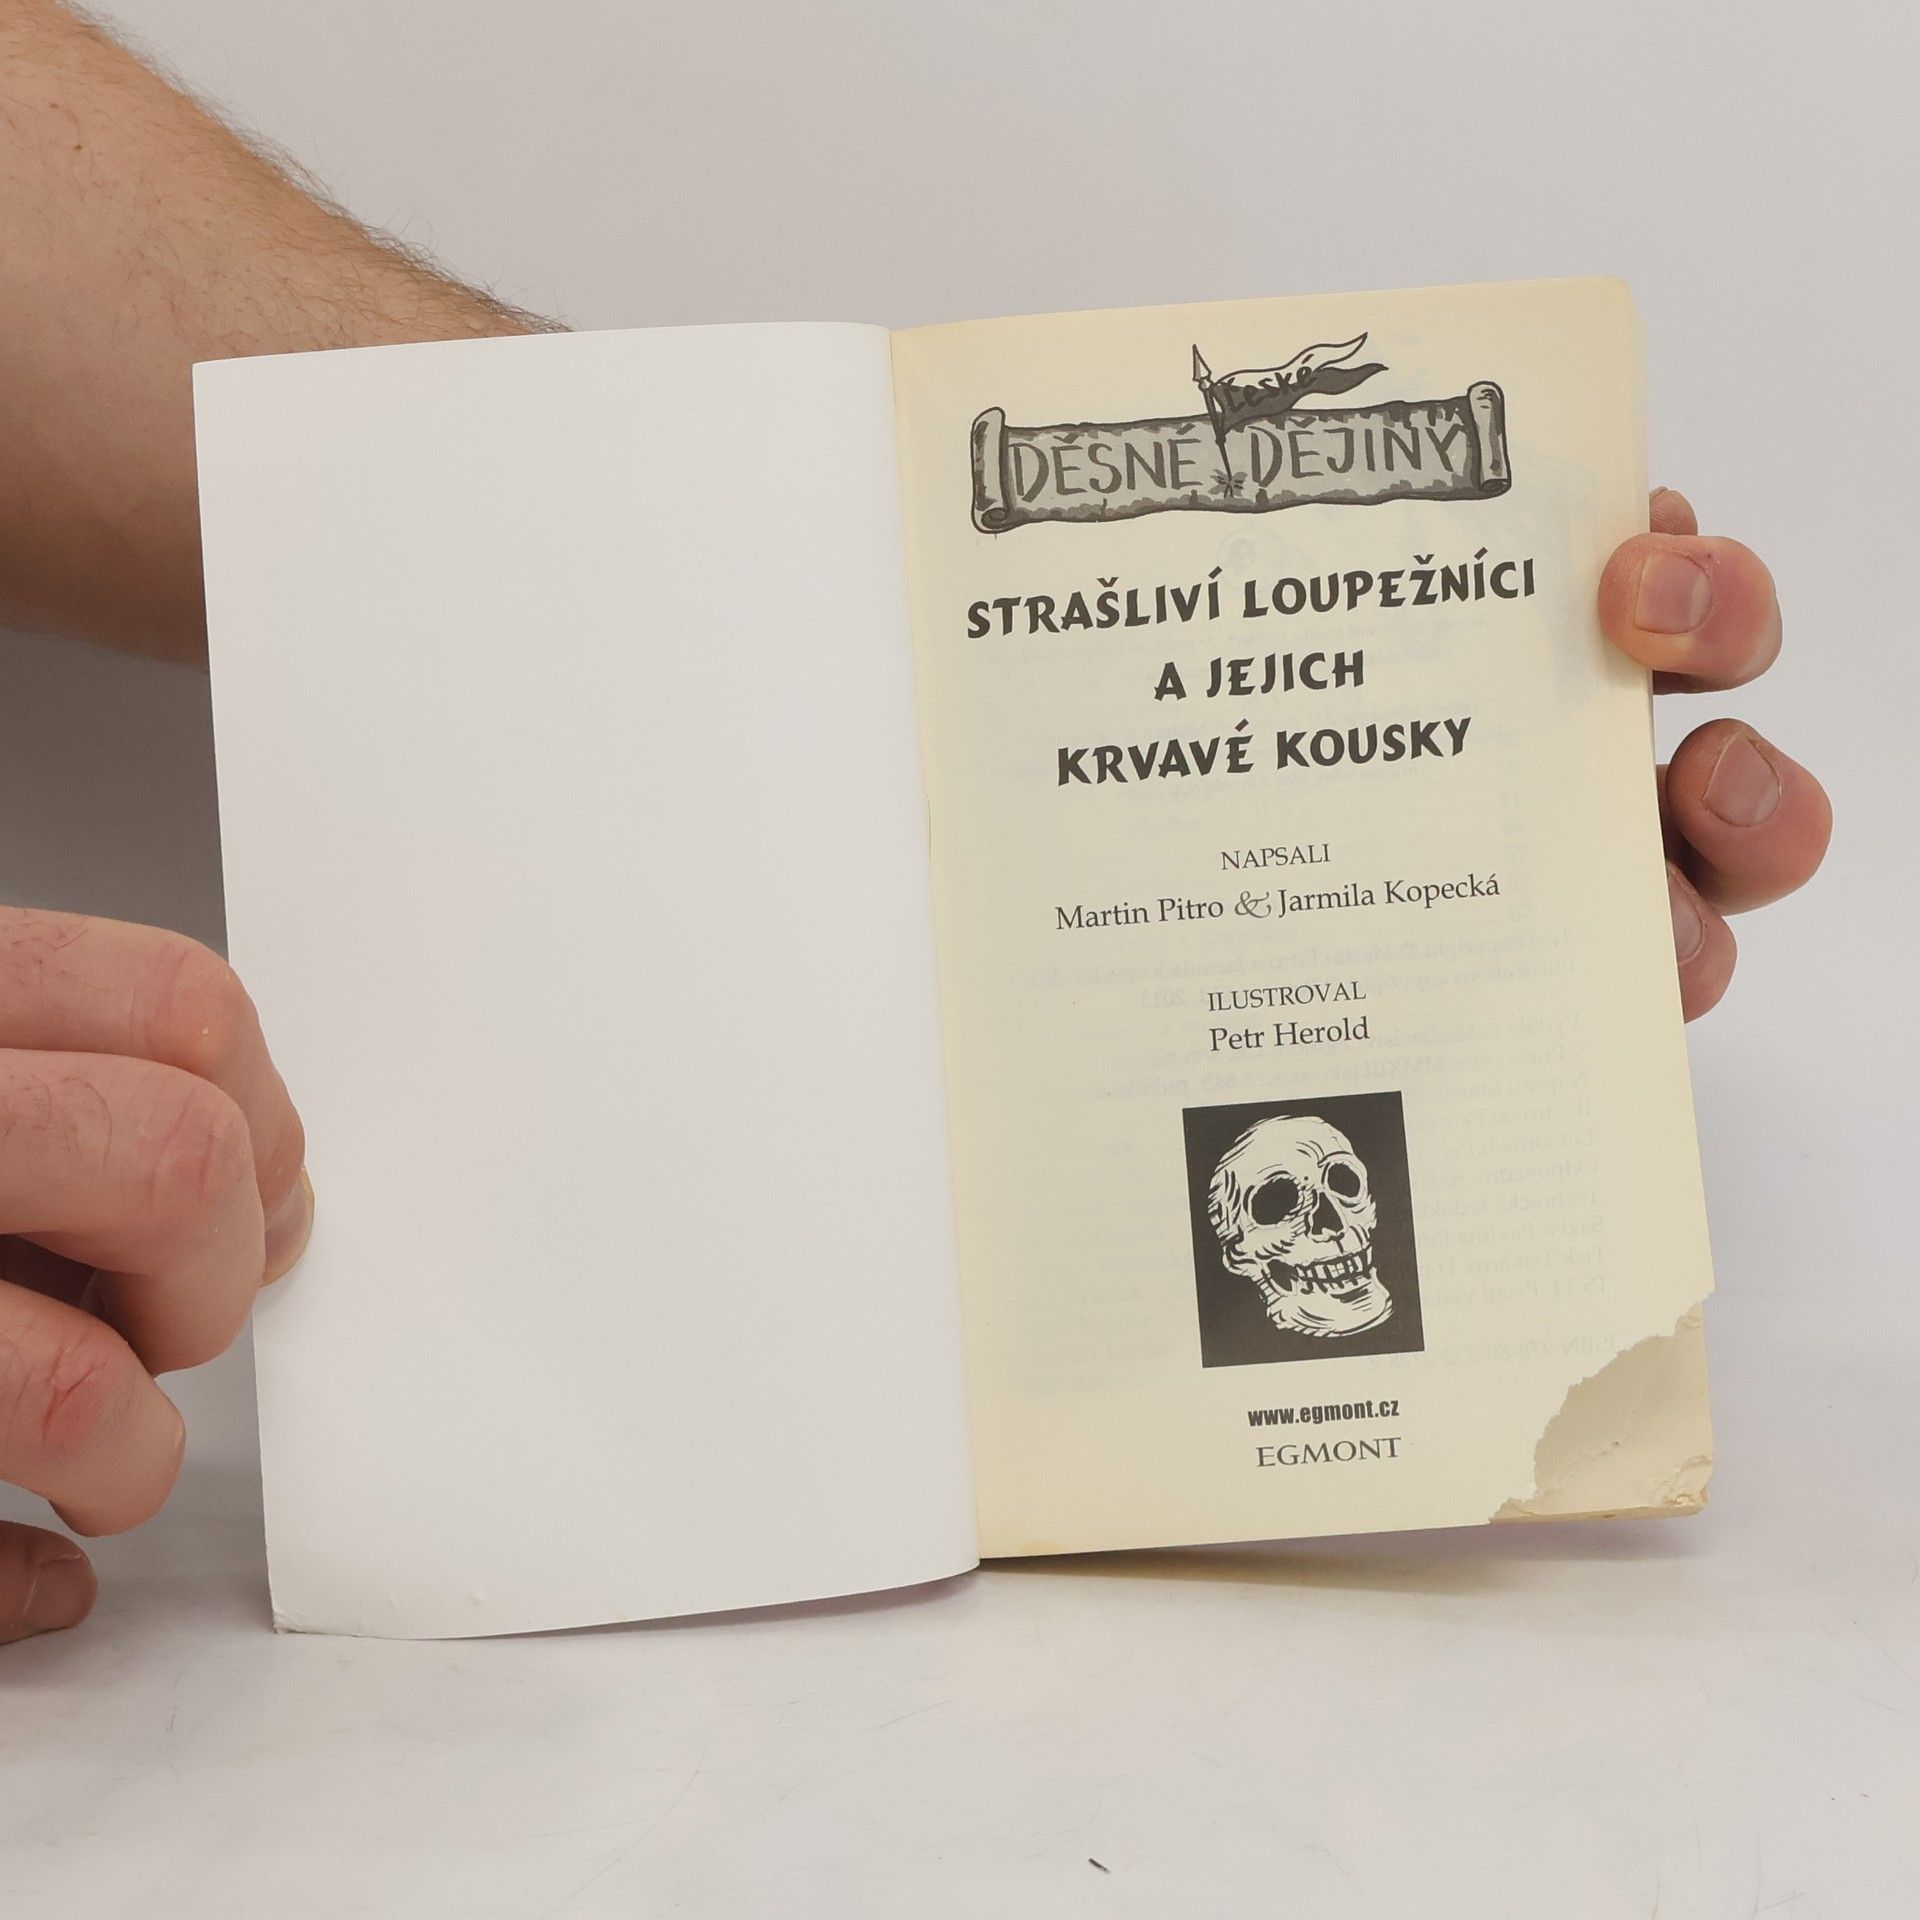 české
DĚSNÉ DĚJINY
STRAŠLIVÍ LOUPEŽNÍCI
A JEJICH
KRVAVÉ KOUSKY
NAPSALI
Martin Pitro & Jarmila Kopecká
ILUSTROVAL
Petr Herold
www.egmont.cz
EGMONT